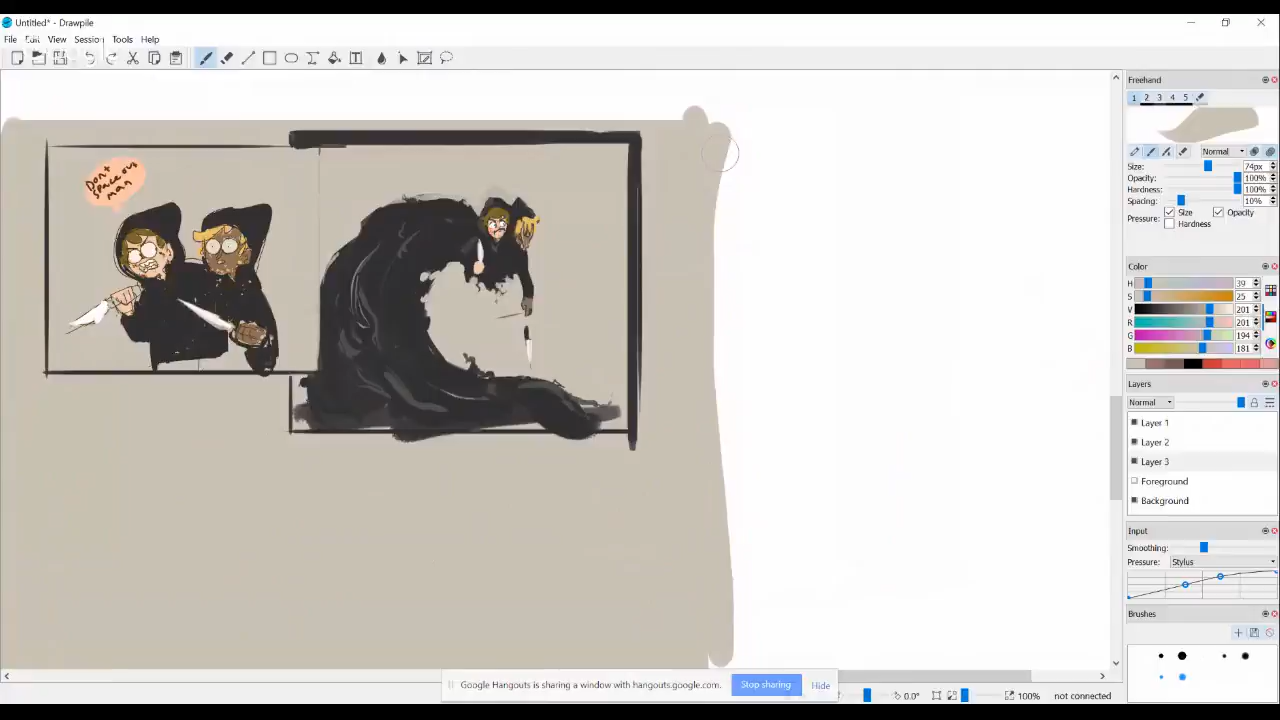 Untitled* - Drawpile
File Edit View Session Tools Help
Freehand
1 2 3 4 5
Normal
Size: 74px
Opacity: 100%
Hardness: 100%
Spacing: 10%
Pressure: Size Opacity
Hardness
Color
H 39
S 25
V 201
R 201
G 194
B 181
Layers
Normal
Layer 1
Layer 2
Layer 3
Foreground
Background
Input
Smoothing:
Pressure: Stylus
Brushes
Don't
space out
man
Google Hangouts is sharing a window with hangouts.google.com. Stop sharing Hide
0.0° 100% not connected